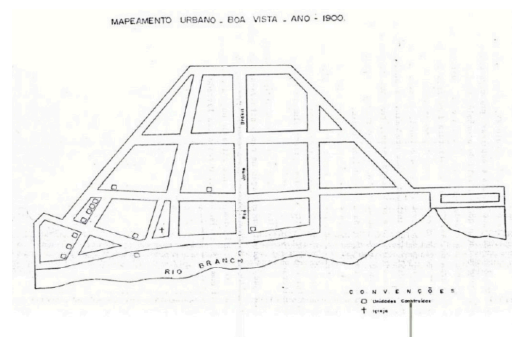 MAPEAMENTO URBANO - BOA VISTA - ANO - 1900.
RIO BRANCO
CONVENÇÕES
Unidades Construídas
Igreja